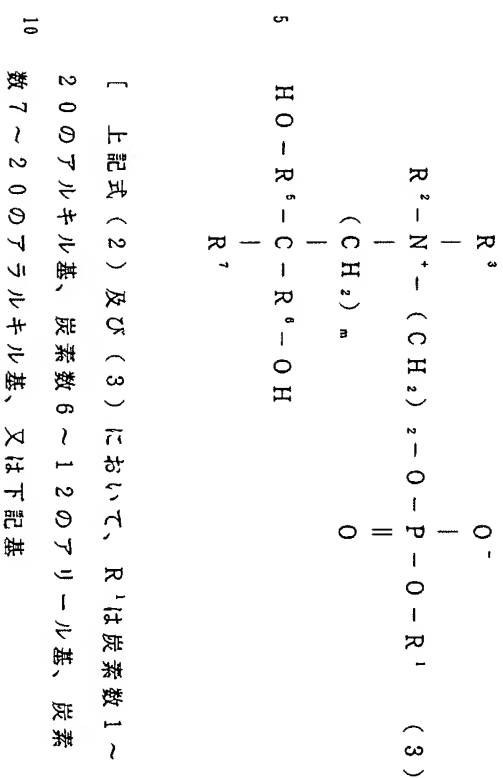 R³
|
R²－N⁺－(CH₂)₂－O－P－O－R¹ (3)
O⁻
|
||
O
|
(CH₂)m
|
5 HO－R⁵－C－R⁶－OH
|
R⁷
[ 上記式(2)及び(3)において、R¹は炭素数1～
20のアルキル基、炭素数6～12のアリール基、炭素
10 数7～20のアラルキル基、又は下記基